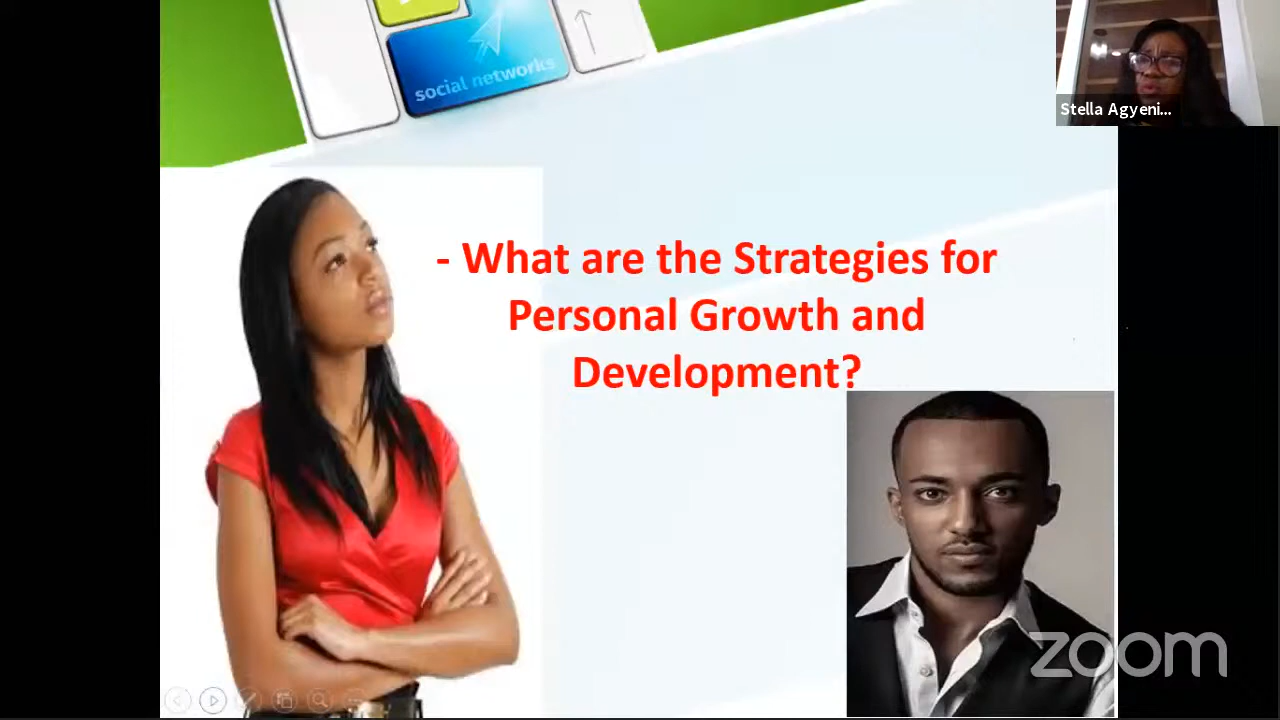 social networks
Stella Agyeni...
- What are the Strategies for
Personal Growth and
Development?
zoom